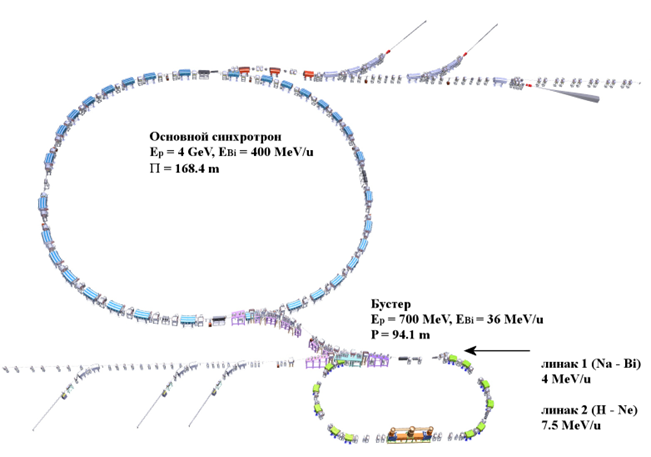 Основной синхротрон
Ep = 4 GeV, EBi = 400 MeV/u
П = 168.4 m
Бустер
Ep = 700 MeV, EBi = 36 MeV/u
P = 94.1 m
линак 1 (Na - Bi)
4 MeV/u
линак 2 (H - Ne)
7.5 MeV/u